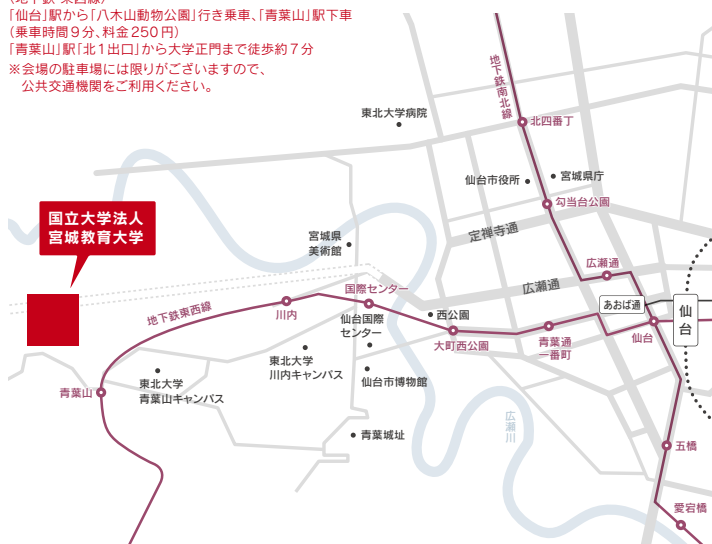 (地下鉄 東西線)
「仙台」駅から「八木山動物公園」行き乗車、「青葉山」駅下車
(乗車時間9分、料金250円)
「青葉山」駅「北1出口」から大学正門まで徒歩約7分
※会場の駐車場には限りがございますので、
公共交通機関をご利用ください。
地下鉄南北線
東北大学病院
北四番丁
仙台市役所
宮城県庁
勾当台公園
国立大学法人
宮城教育大学
宮城県
美術館
定禅寺通
広瀬通
国際センター
広瀬通
あおば通
仙台
地下鉄東西線
川内
仙台国際
センター
西公園
大町西公園
青葉通
一番町
仙台
東北大学
川内キャンパス
青葉山
東北大学
青葉山キャンパス
仙台市博物館
広瀬川
青葉城址
五橋
愛宕橋